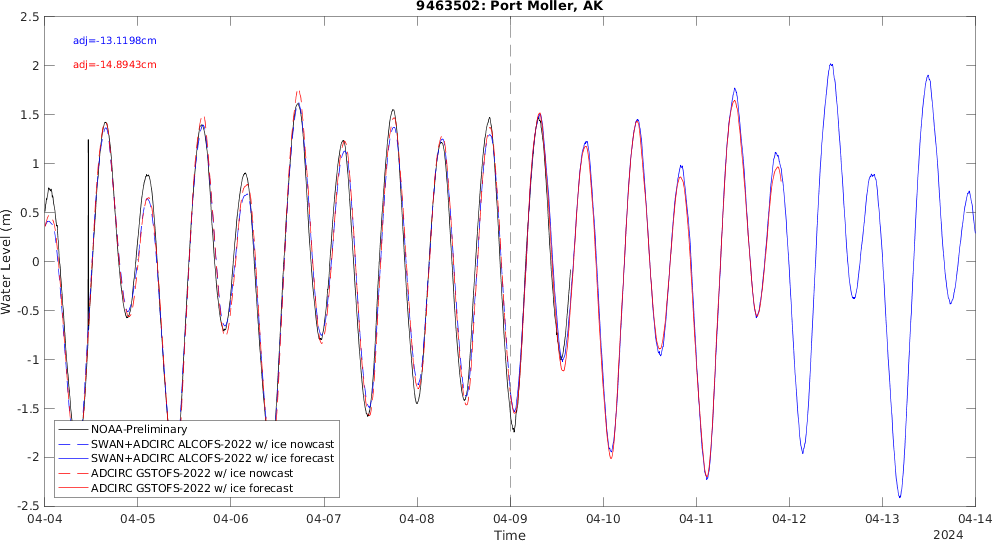 9463502: Port Moller, AK
adj=-13.1198cm
adj=-14.8943cm
Water Level (m)
2.5
2
1.5
1
0.5
0
-0.5
-1
-1.5
-2
-2.5
NOAA-Preliminary
SWAN+ADCIRC ALCOFS-2022 w/ ice nowcast
SWAN+ADCIRC ALCOFS-2022 w/ ice forecast
ADCIRC GSTOFS-2022 w/ ice nowcast
ADCIRC GSTOFS-2022 w/ ice forecast
04-04 04-05 04-06 04-07 04-08 04-09 04-10 04-11 04-12 04-13 04-14
Time
2024